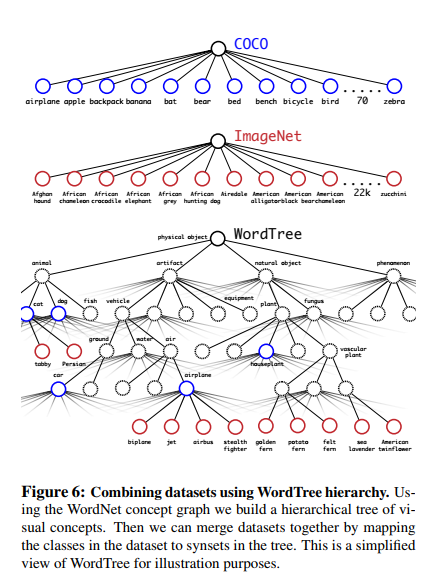 COCO
airplane apple backpack banana bat bear bed bench bicycle bird 70 zebra
ImageNet
Afghan hound
African chameleon
African crocodile
African elephant
African grey
African hunting dog
Airedale
American alligator
American black bear
American chameleon
22k
zucchini
physical object WordTree
animal artifact natural object phenomenon
cat dog fish vehicle equipment plant fungus
ground water air
tabby Persian houseplant vascular plant
car airplane
biplane jet airbus stealth fighter golden fern potato fern felt fern sea lavender American twinflower
Figure 6: Combining datasets using WordTree hierarchy. Us-
ing the WordNet concept graph we build a hierarchical tree of vi-
sual concepts. Then we can merge datasets together by mapping
the classes in the dataset to synsets in the tree. This is a simplified
view of WordTree for illustration purposes.